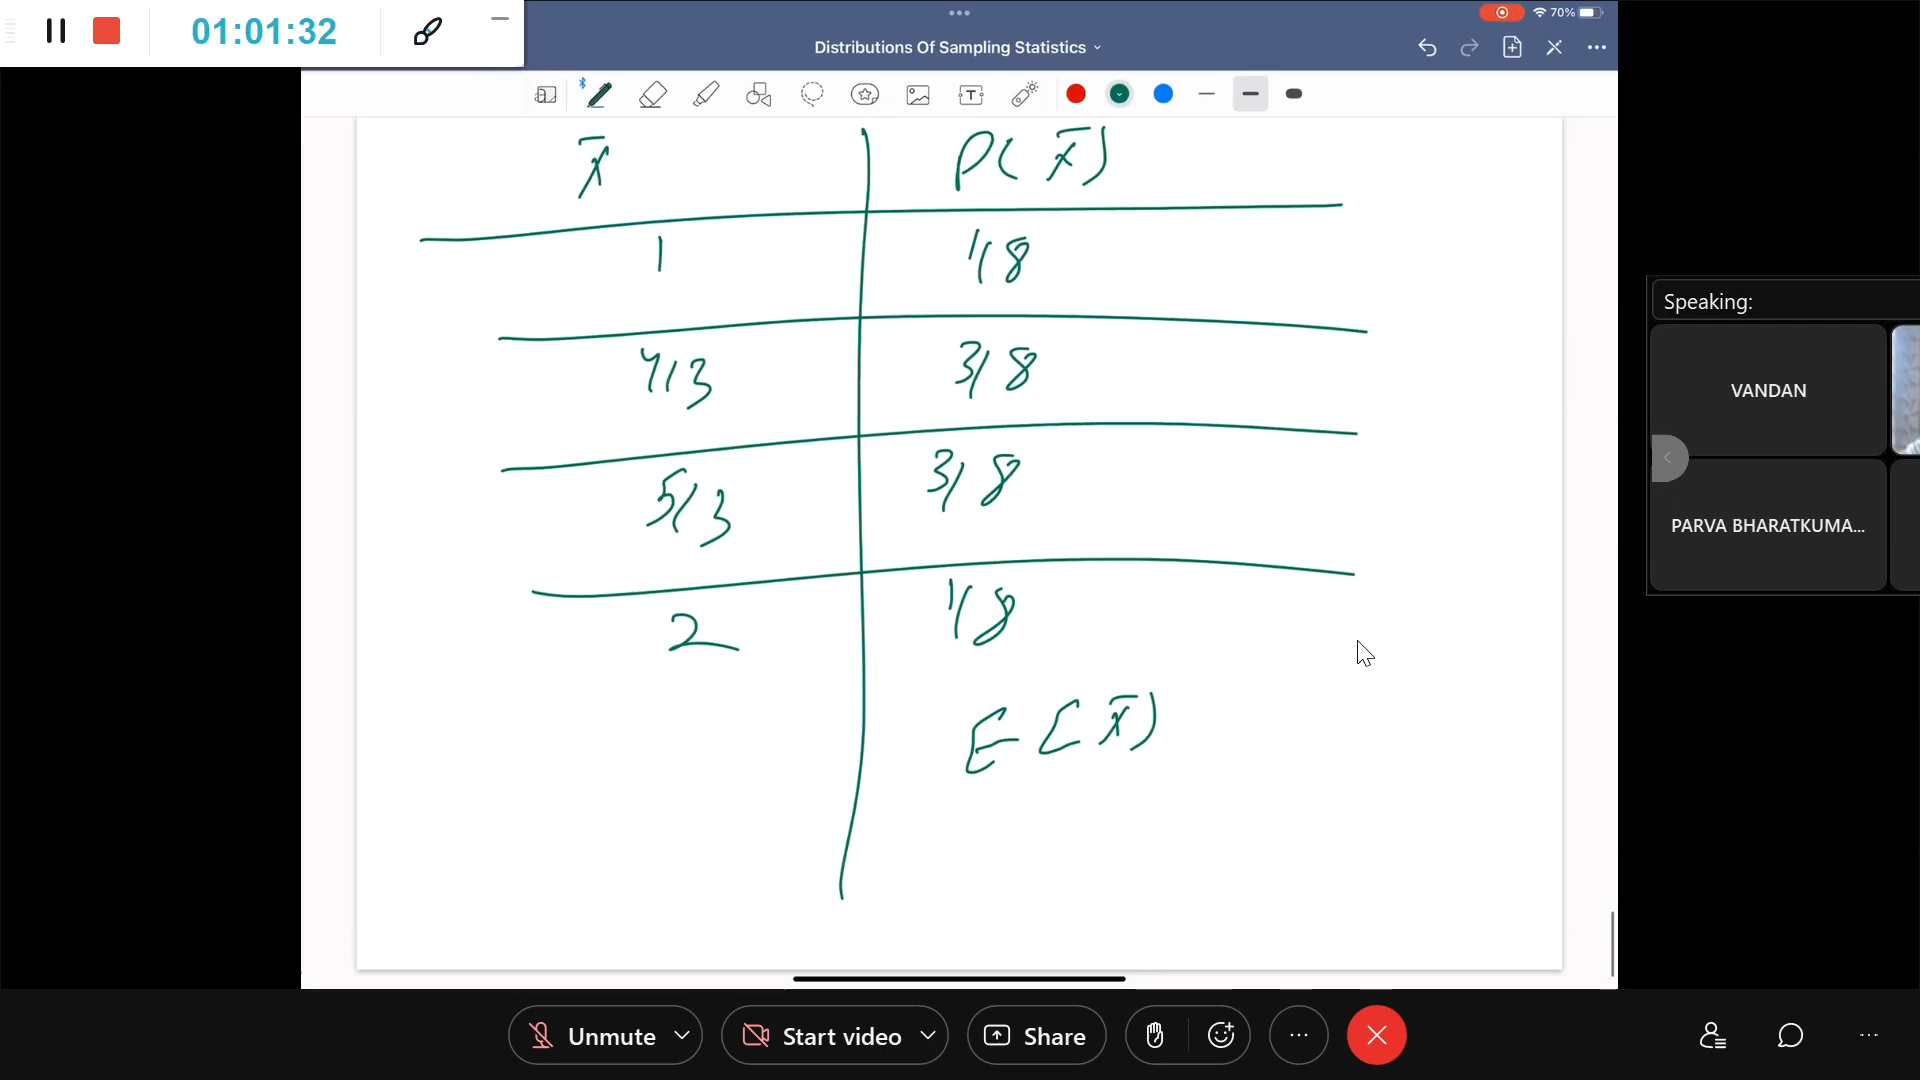 01:01:32
70%
Distributions Of Sampling Statistics
T
x̄ P(x̄)
1 1/8
4/3 3/8
5/3 3/8
2 1/8
E[x̄)
Speaking:
VANDAN
PARVA BHARATKUMA...
Unmute Start video Share